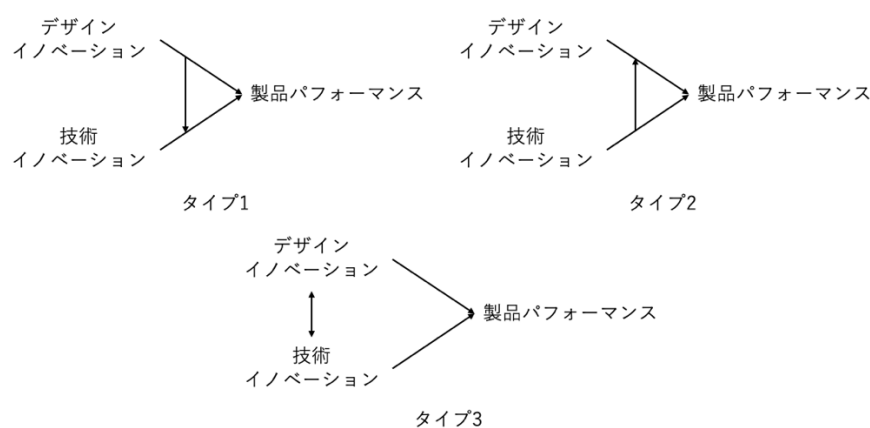 デザイン
イノベーション
製品パフォーマンス
技術
イノベーション
タイプ1
デザイン
イノベーション
製品パフォーマンス
技術
イノベーション
タイプ2
デザイン
イノベーション
製品パフォーマンス
技術
イノベーション
タイプ3